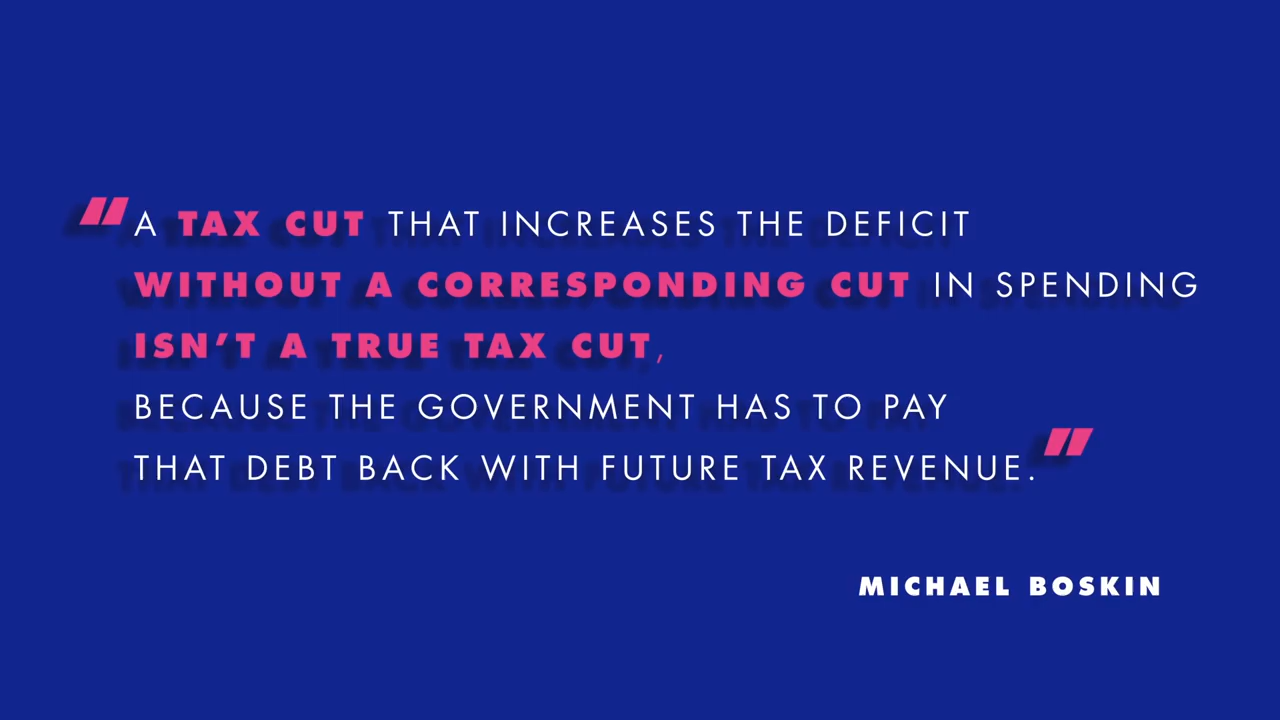 "A TAX CUT THAT INCREASES THE DEFICIT
WITHOUT A CORRESPONDING CUT IN SPENDING
ISN'T A TRUE TAX CUT,
BECAUSE THE GOVERNMENT HAS TO PAY
THAT DEBT BACK WITH FUTURE TAX REVENUE."
MICHAEL BOSKIN